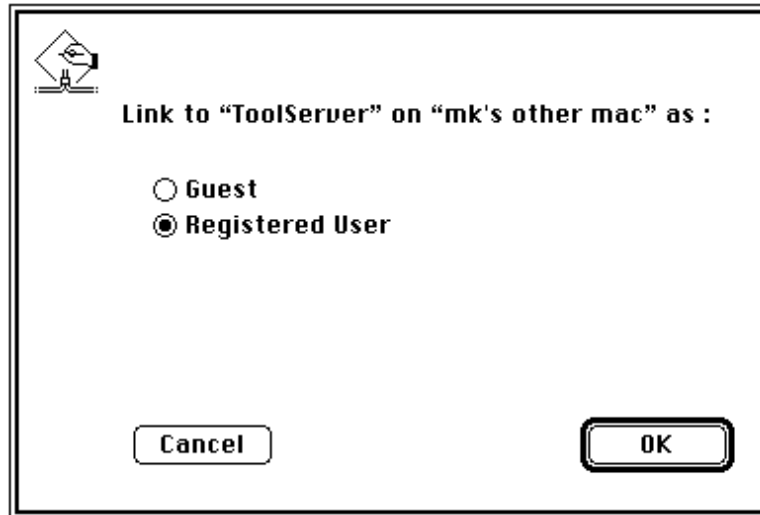 Link to “ToolServer” on “mk's other mac” as :
Guest
Registered User
Cancel
OK